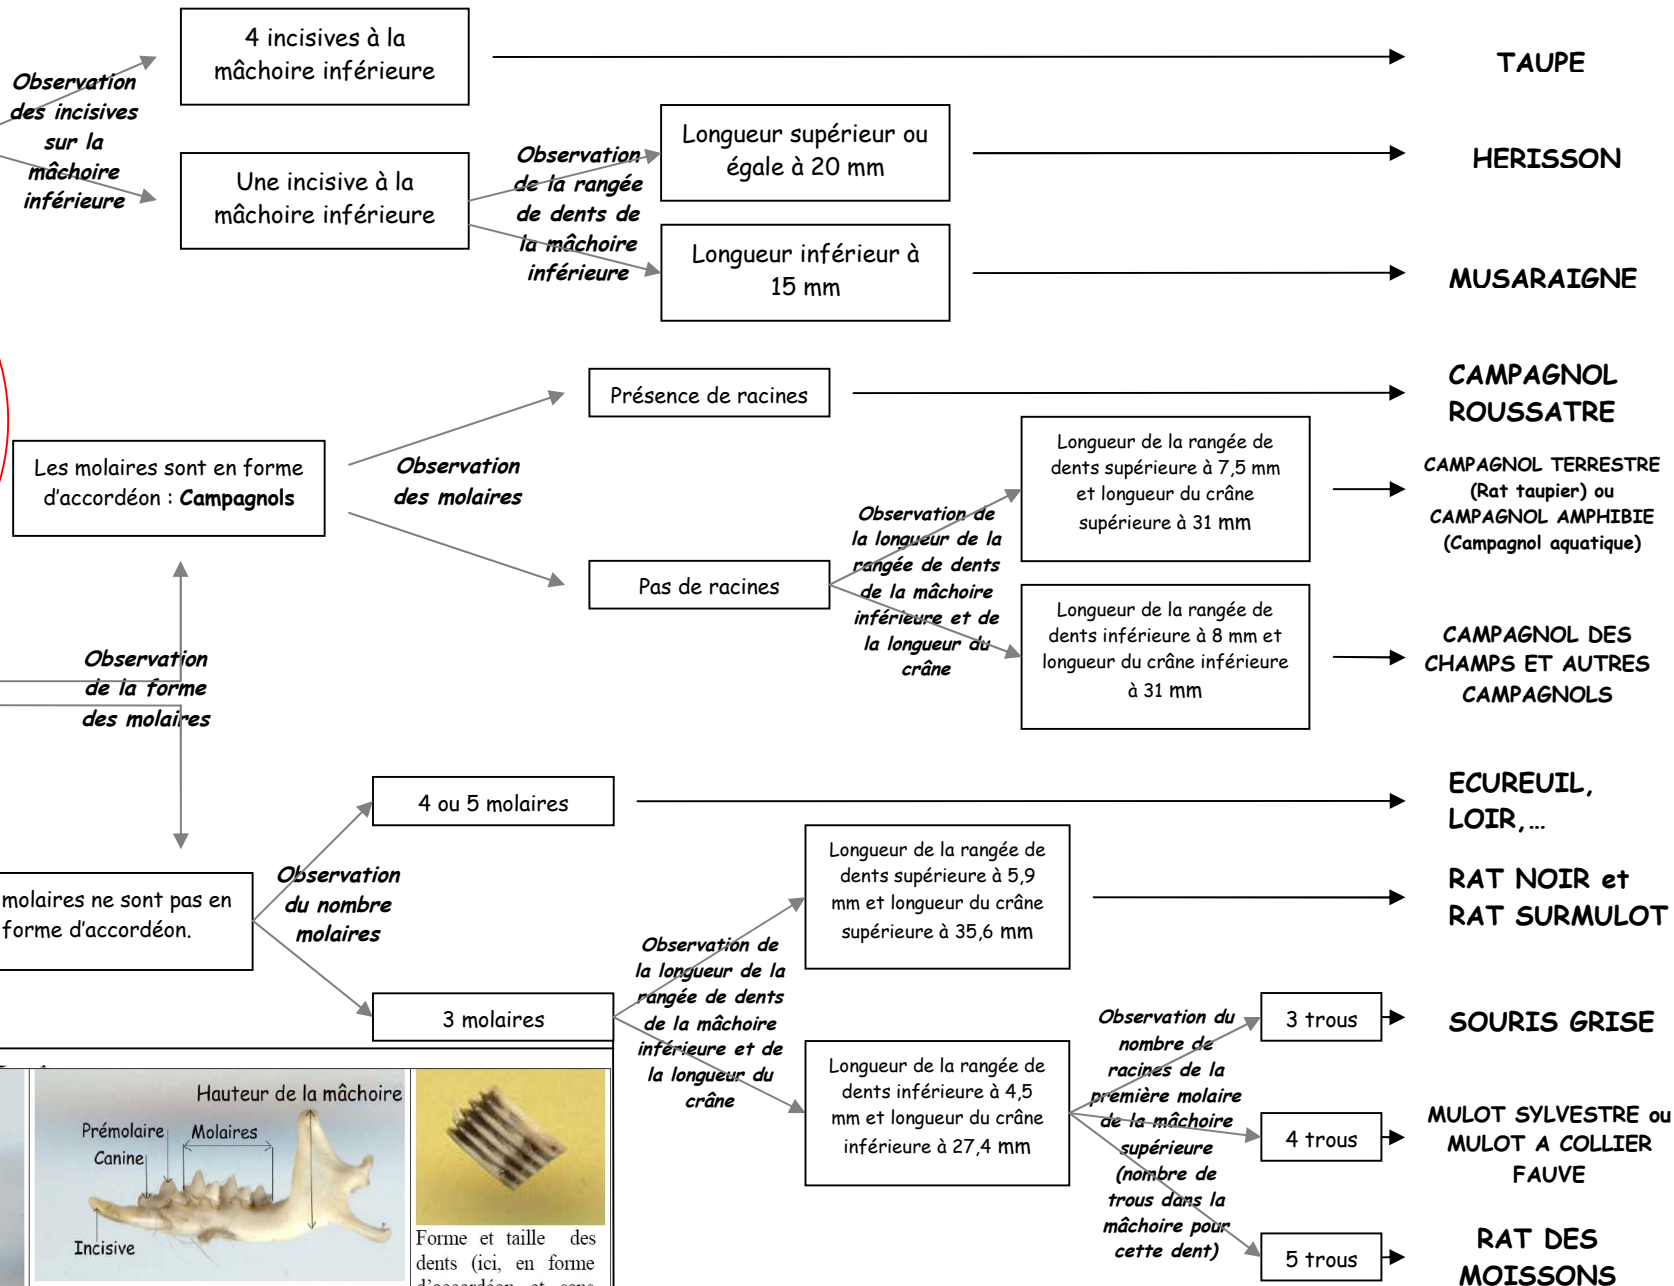 Observation
des incisives
sur la
mâchoire
inférieure
4 incisives à la
mâchoire inférieure
TAUPE
Une incisive à la
mâchoire inférieure
Observation
de la rangée
de dents de
la mâchoire
inférieure
Longueur supérieur ou
égale à 20 mm
HERISSON
Longueur inférieur à
15 mm
MUSARAIGNE
Les molaires sont en forme
d'accordéon : Campagnols
Observation
des molaires
Présence de racines
CAMPAGNOL
ROUSSATRE
Pas de racines
Observation de
la longueur de la
rangée de dents
de la mâchoire
inférieure et de
la longueur du
crâne
Longueur de la rangée de
dents supérieure à 7,5 mm
et longueur du crâne
supérieure à 31 mm
CAMPAGNOL TERRESTRE
(Rat taupier) ou
CAMPAGNOL AMPHIBIE
(Campagnol aquatique)
Longueur de la rangée de
dents inférieure à 8 mm et
longueur du crâne inférieure
à 31 mm
CAMPAGNOL DES
CHAMPS ET AUTRES
CAMPAGNOLS
Observation
de la forme
des molaires
molaires ne sont pas en
forme d'accordéon.
Observation
du nombre
molaires
4 ou 5 molaires
ECUREUIL,
LOIR,…
3 molaires
Observation de
la longueur de la
rangée de dents
de la mâchoire
inférieure et de
la longueur du
crâne
Longueur de la rangée de
dents supérieure à 5,9
mm et longueur du crâne
supérieure à 35,6 mm
RAT NOIR et
RAT SURMULOT
Longueur de la rangée de
dents inférieure à 4,5
mm et longueur du crâne
inférieure à 27,4 mm
Observation du
nombre de
racines de la
première molaire
de la mâchoire
supérieure
(nombre de
trous dans la
mâchoire pour
cette dent)
3 trous
SOURIS GRISE
4 trous
MULOT SYLVESTRE ou
MULOT A COLLIER
FAUVE
5 trous
RAT DES
MOISSONS
Hauteur de la mâchoire
Prémolaire
Molaires
Canine
Incisive
Forme et taille des
dents (ici, en forme
d'accordéon et sans